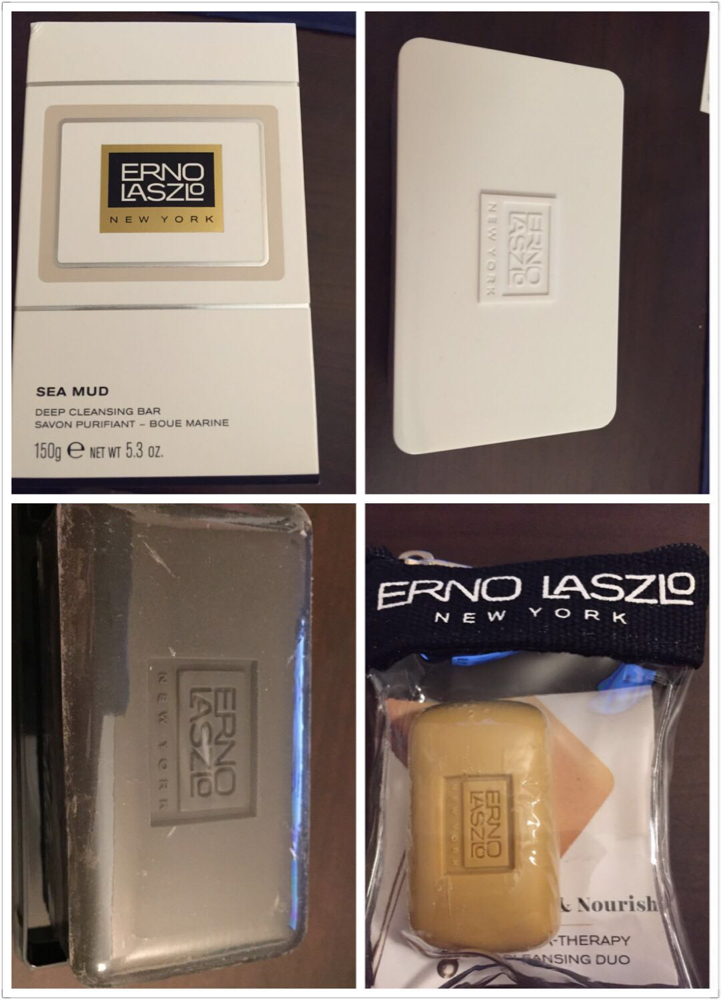 ERNO
LASZLO
NEW YORK
SEA MUD
DEEP CLEANSING BAR
SAVON PURIFIANT – BOUE MARINE
150g e NET WT 5.3 OZ.
ERNO
LASZLO
NEW YORK
ERNO
LASZLO
NEW YORK
ERNO LASZLO
NEW YORK
ERNO
LASZLO
& Nourish
-THERAPY
CLEANSING DUO